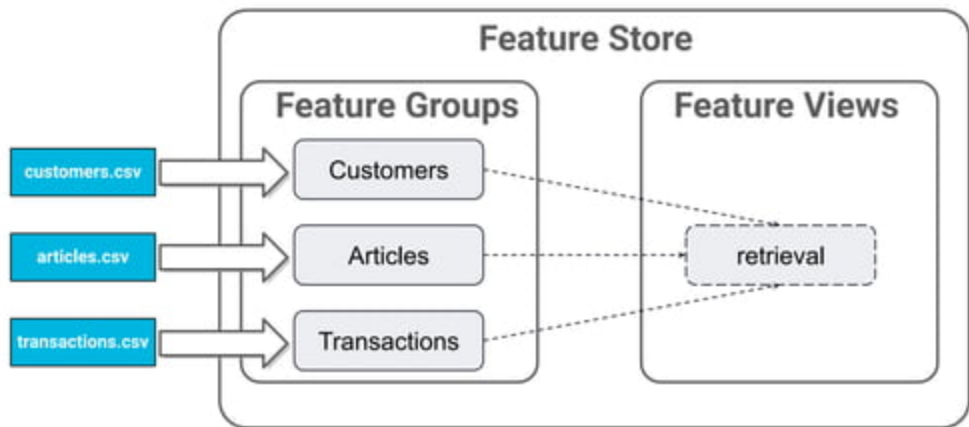 Feature Store
Feature Groups
Feature Views
customers.csv
Customers
articles.csv
Articles
retrieval
transactions.csv
Transactions